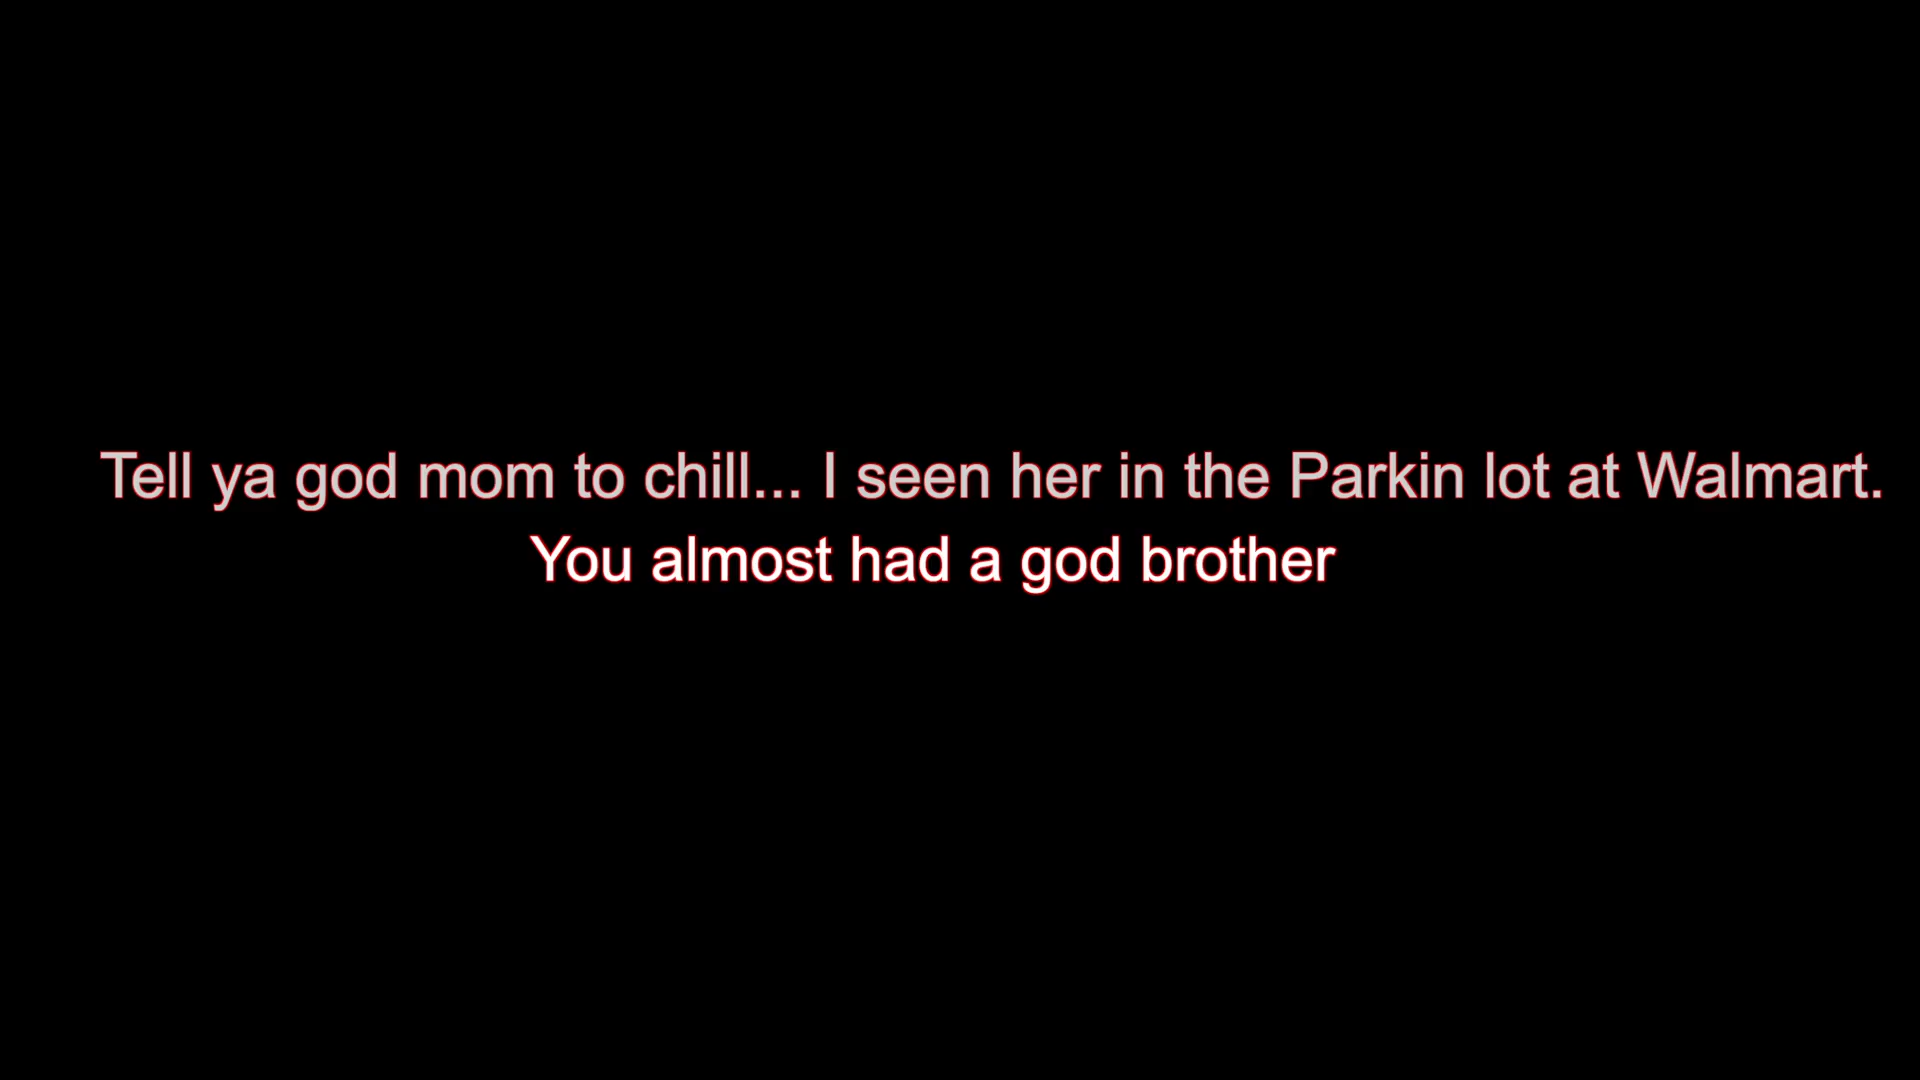 Tell ya god mom to chill... I seen her in the Parkin lot at Walmart.
You almost had a god brother